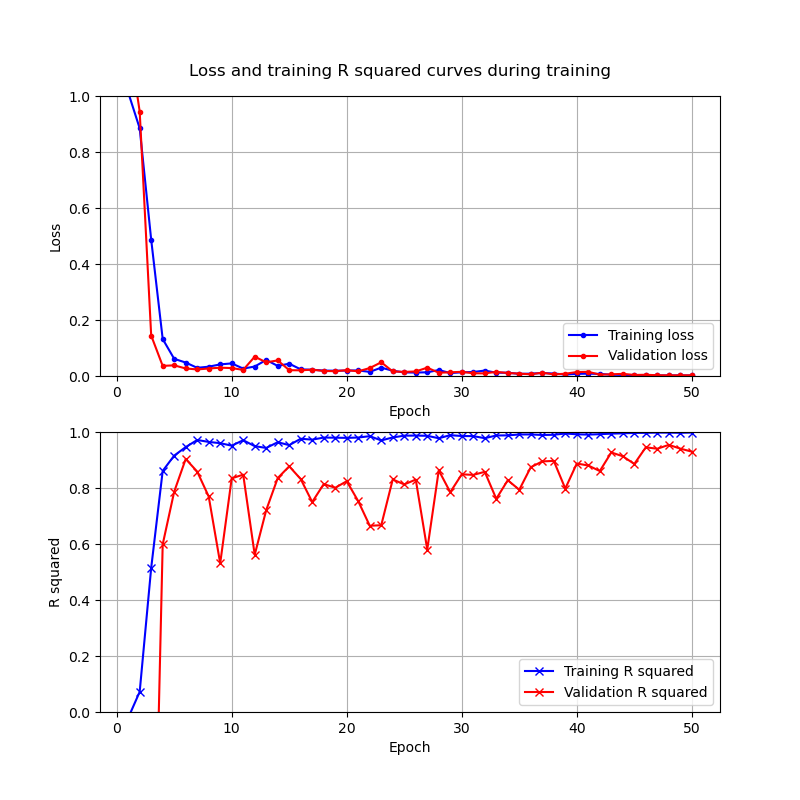 Loss and training R squared curves during training
1.0
0.8
0.6
0.4
0.2
0.0
Loss
Training loss
Validation loss
0 10 20 30 40 50
Epoch
1.0
0.8
0.6
0.4
0.2
0.0
R squared
Training R squared
Validation R squared
0 10 20 30 40 50
Epoch